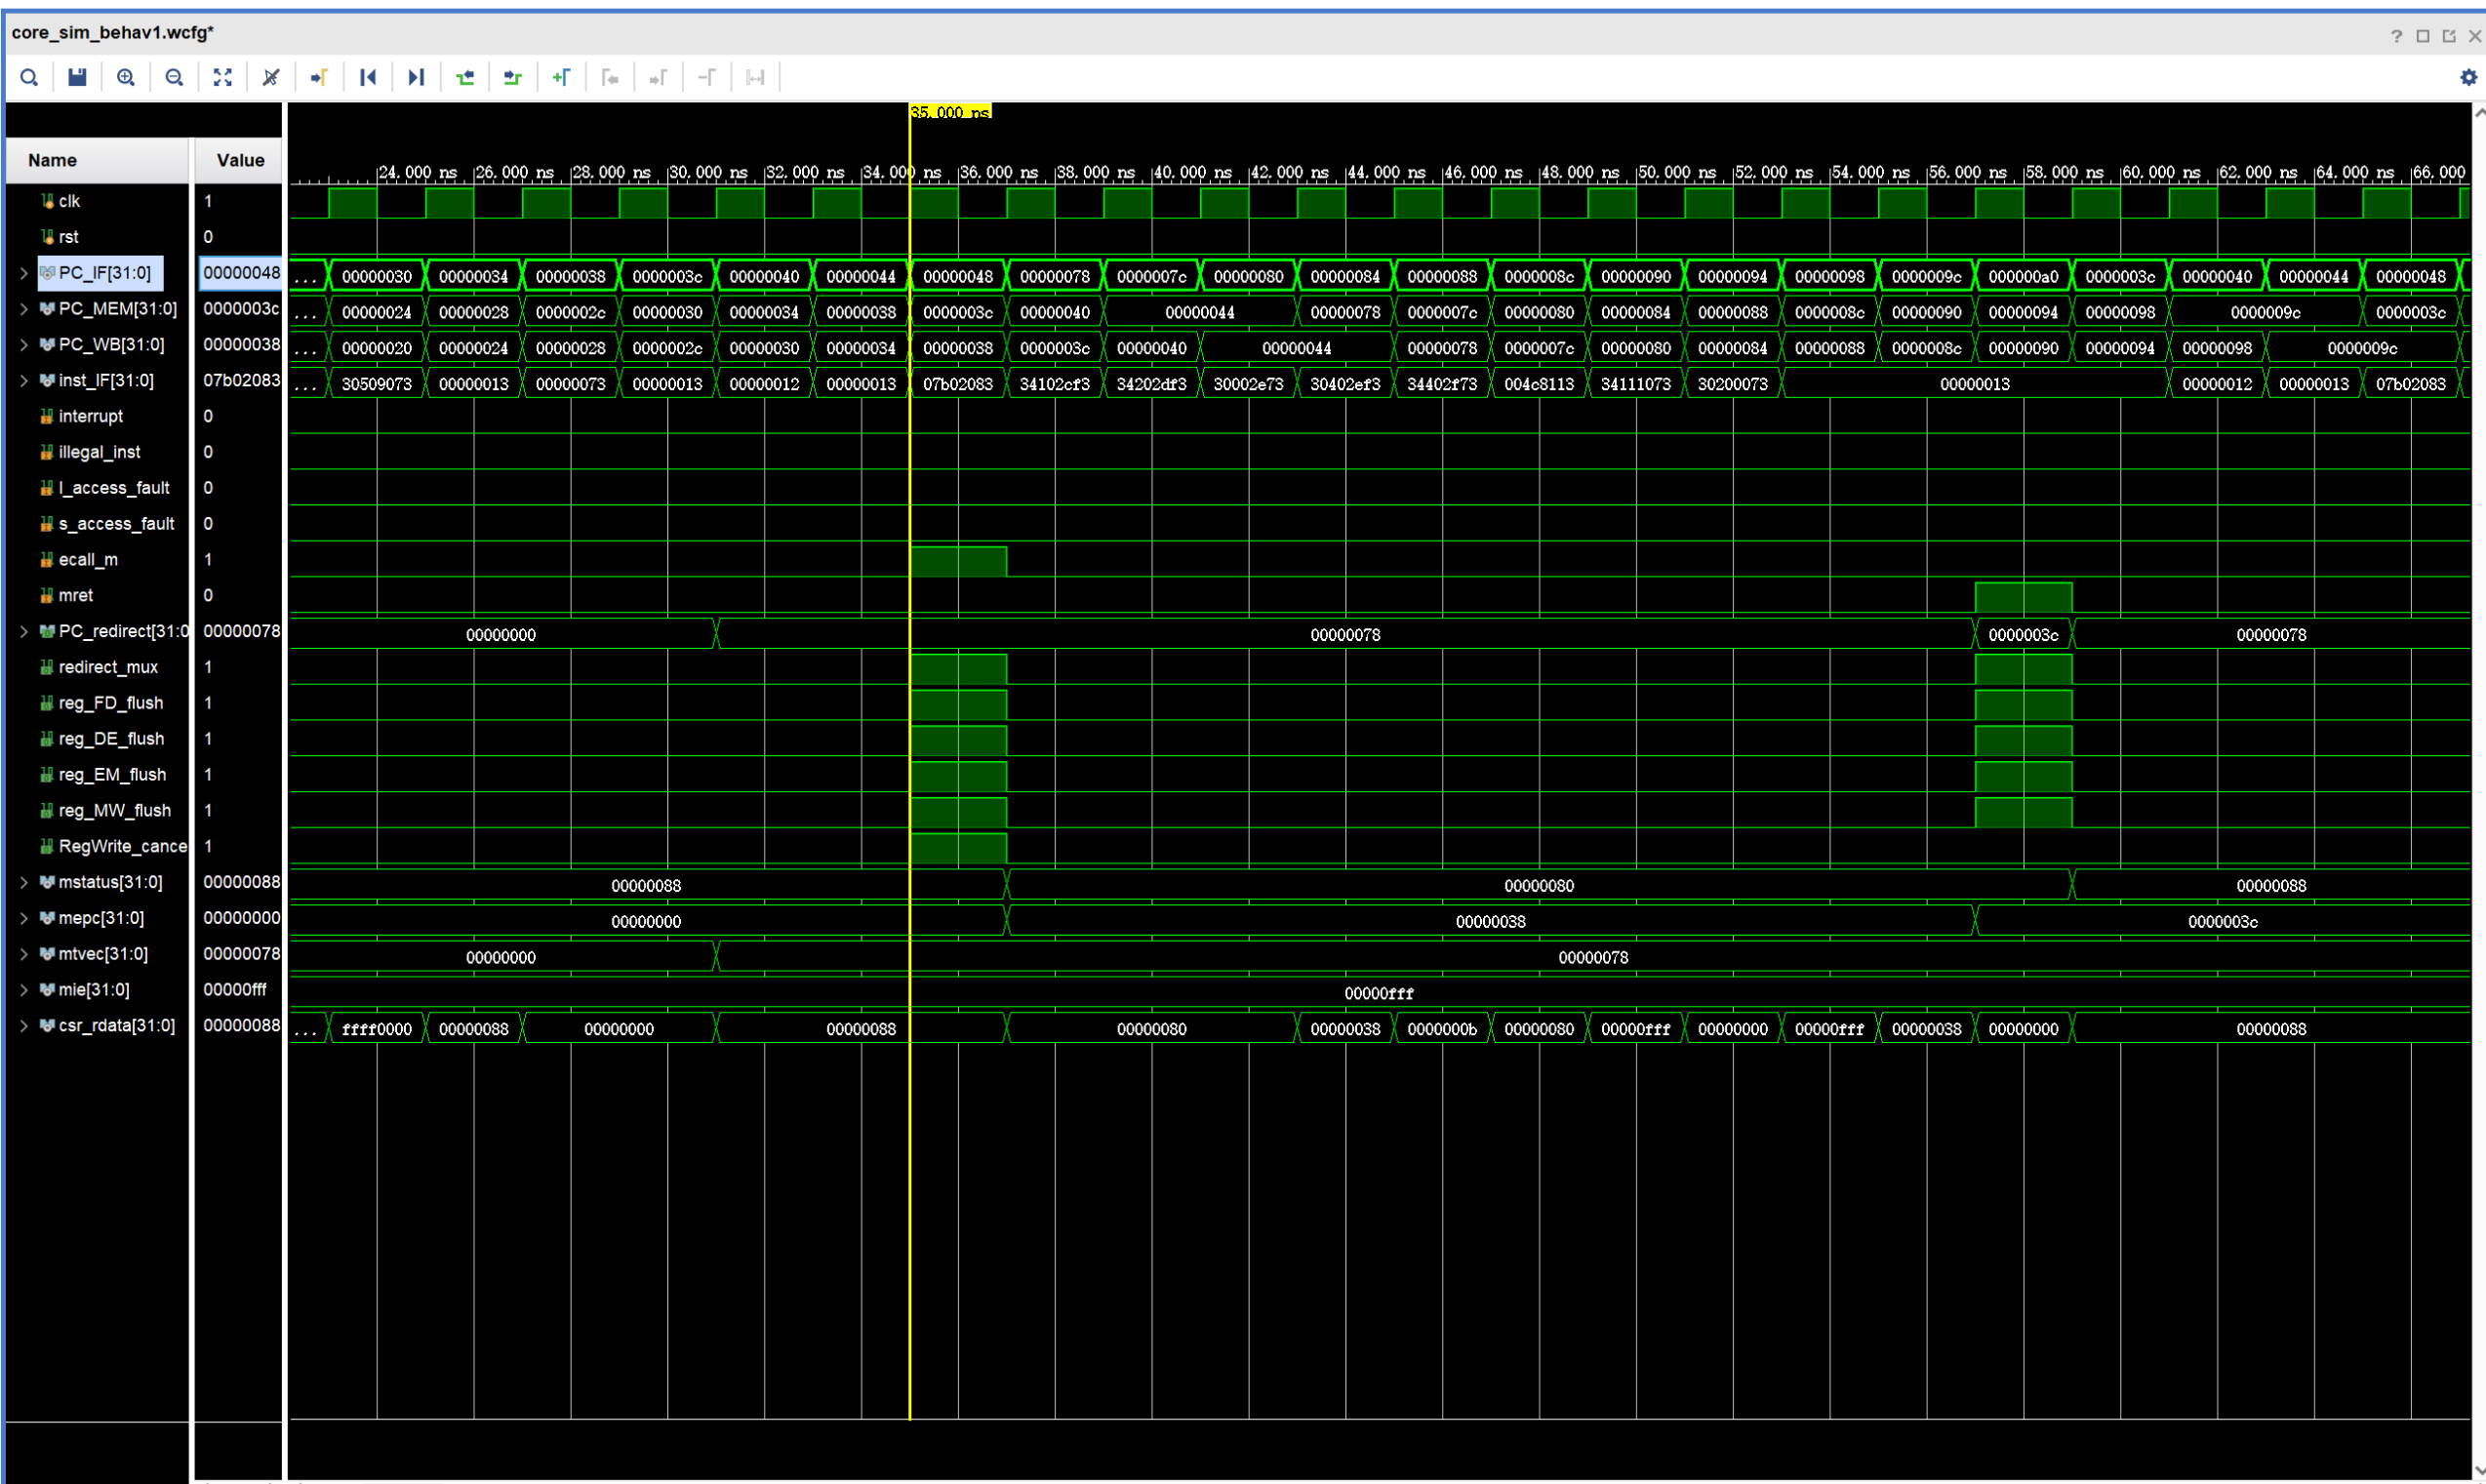 core_sim_behav1.wcfg*
35.000 ns
Name Value
24.000 ns 26.000 ns 28.000 ns 30.000 ns 32.000 ns 34.000 ns 36.000 ns 38.000 ns 40.000 ns 42.000 ns 44.000 ns 46.000 ns 48.000 ns 50.000 ns 52.000 ns 54.000 ns 56.000 ns 58.000 ns 60.000 ns 62.000 ns 64.000 ns 66.000
clk 1
rst 0
PC_IF[31:0] 00000048 ... 00000030 00000034 00000038 0000003c 00000040 00000044 00000048 00000078 0000007c 00000080 00000084 00000088 0000008c 00000090 00000094 00000098 0000009c 000000a0 0000003c 00000040 00000044 00000048
PC_MEM[31:0] 0000003c ... 00000024 00000028 0000002c 00000030 00000034 00000038 0000003c 00000040 00000044 00000078 0000007c 00000080 00000084 00000088 0000008c 00000090 00000094 00000098 0000009c 0000003c
PC_WB[31:0] 00000038 ... 00000020 00000024 00000028 0000002c 00000030 00000034 00000038 0000003c 00000040 00000044 00000078 0000007c 00000080 00000084 00000088 0000008c 00000090 00000094 00000098 0000009c
inst_IF[31:0] 07b02083 ... 30509073 00000013 00000073 00000013 00000012 00000013 07b02083 34102cf3 34202df3 30002e73 30402ef3 34402f73 004c8113 34111073 30200073 00000013 00000012 00000013 07b02083
interrupt 0
illegal_inst 0
l_access_fault 0
s_access_fault 0
ecall_m 1
mret 0
PC_redirect[31:0 00000078 00000000 00000078 0000003c 00000078
redirect_mux 1
reg_FD_flush 1
reg_DE_flush 1
reg_EM_flush 1
reg_MW_flush 1
RegWrite_cance 1
mstatus[31:0] 00000088 00000088 00000080 00000088
mepc[31:0] 00000000 00000000 00000038 0000003c
mtvec[31:0] 00000078 00000000 00000078
mie[31:0] 00000fff 00000fff
csr_rdata[31:0] 00000088 ... ffff0000 00000088 00000000 00000088 00000080 00000038 0000000b 00000080 00000fff 00000000 00000fff 00000038 00000000 00000088